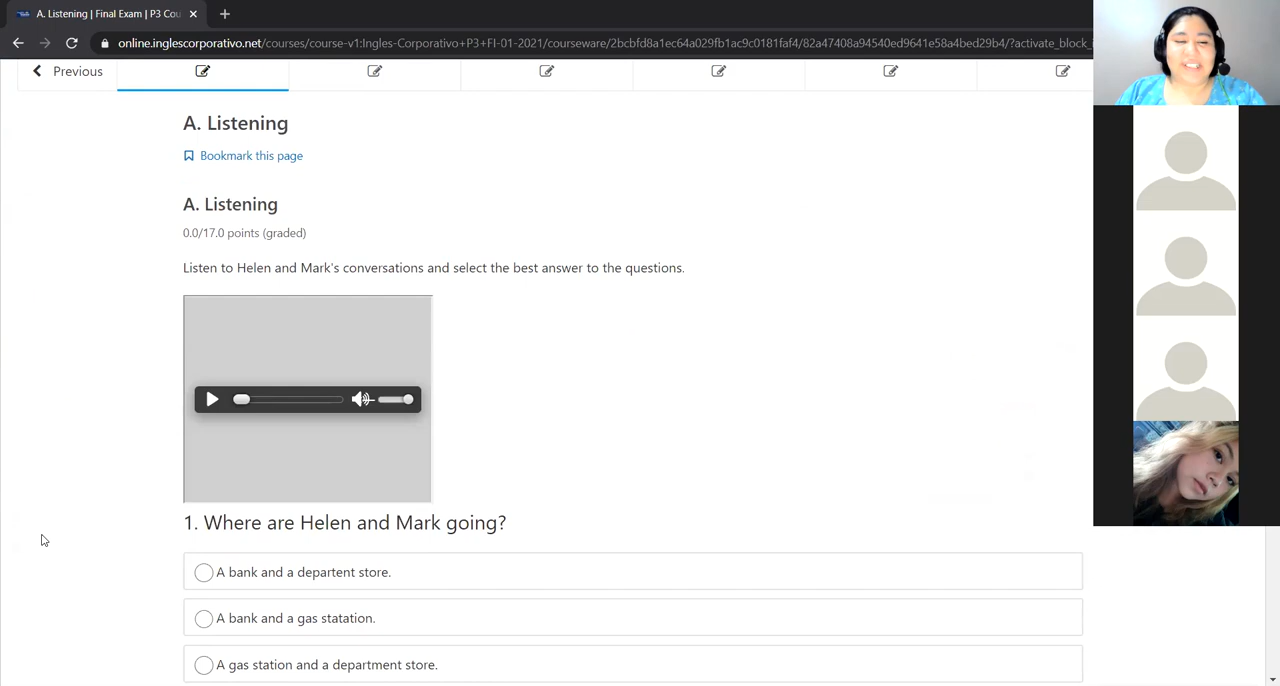 A. Listening | Final Exam | P3 Cou
online.inglescorporativo.net/courses/course-v1:Ingles-Corporativo+P3+FI-01-2021/courseware/2bcbfd8a1ec64a029fb1ac9c0181faf4/82a47408a94540ed9641e58a4bed29b4/?activate_block_i
Previous
A. Listening
Bookmark this page
A. Listening
0.0/17.0 points (graded)
Listen to Helen and Mark's conversations and select the best answer to the questions.
1. Where are Helen and Mark going?
A bank and a departent store.
A bank and a gas statation.
A gas station and a department store.